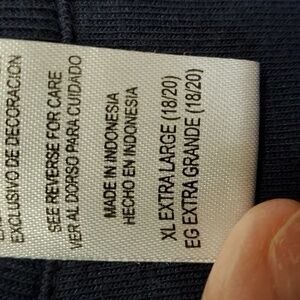 EXCLUSIVO DE DECORACION
SEE REVERSE FOR CARE
VER AL DORSO PARA CUIDADO
MADE IN INDONESIA
HECHO EN INDONESIA
XL EXTRA LARGE (18/20)
EG EXTRA GRANDE (18/20)